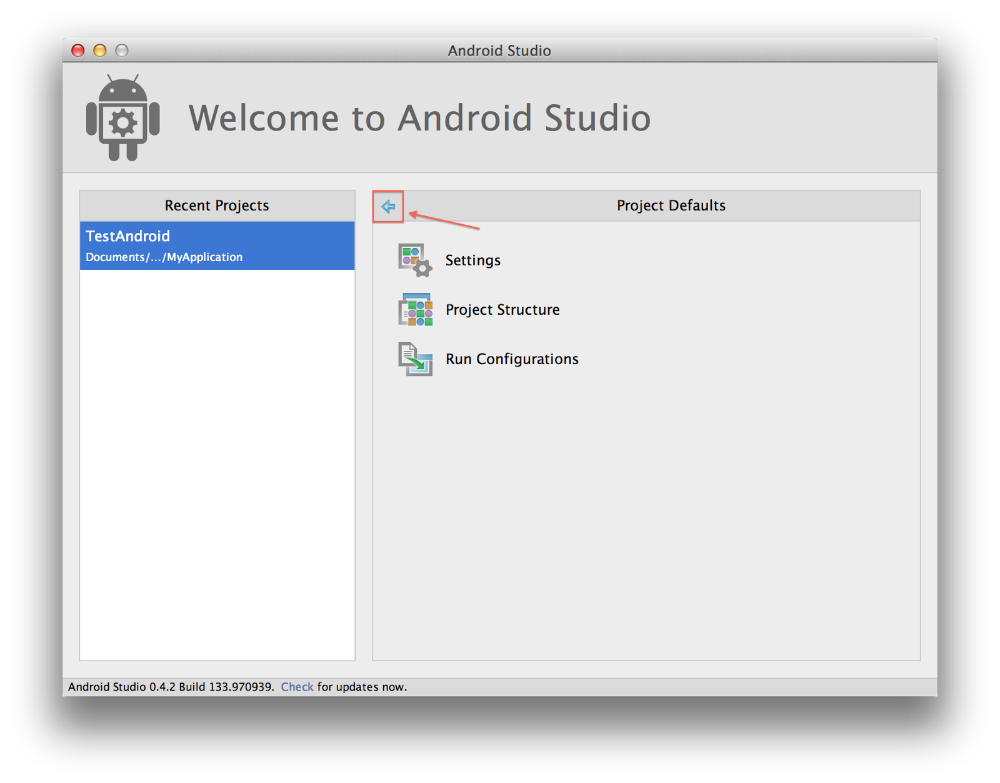 Android Studio
Welcome to Android Studio
Recent Projects
TestAndroid
Documents/.../MyApplication
Project Defaults
Settings
Project Structure
Run Configurations
Android Studio 0.4.2 Build 133.970939. Check for updates now.